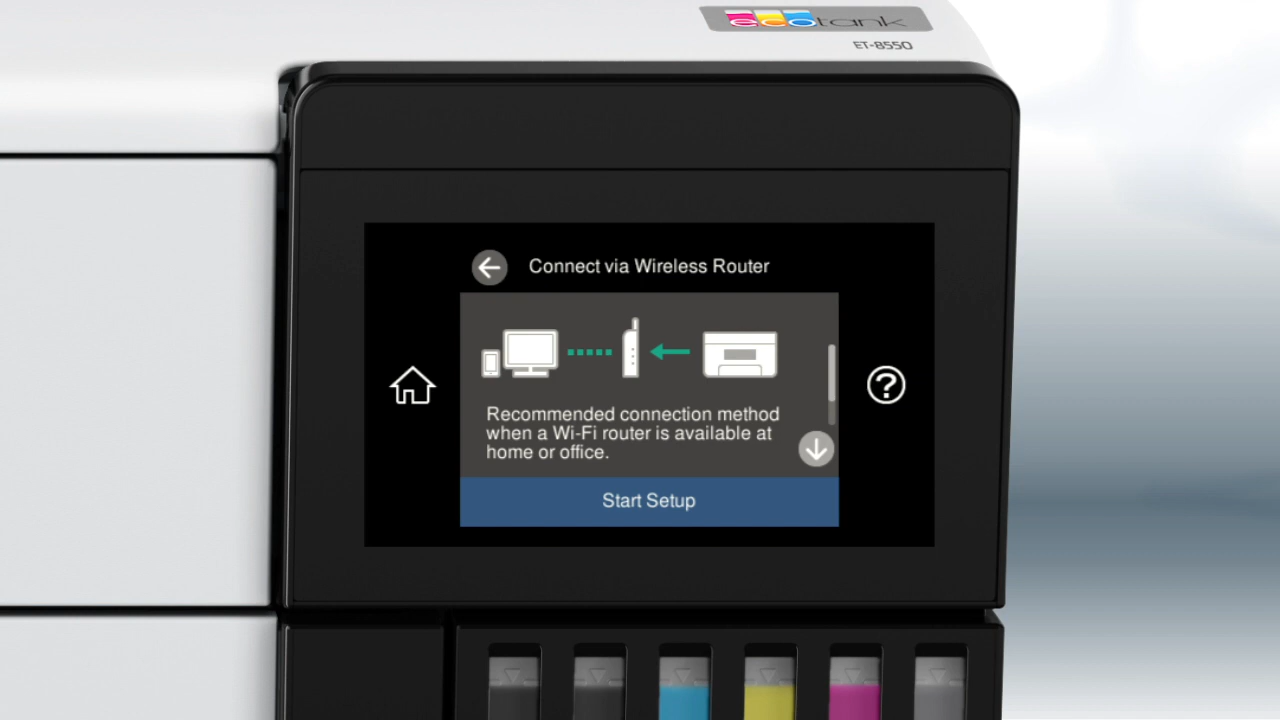 ecotank
ET-8550
Connect via Wireless Router
Recommended connection method
when a Wi-Fi router is available at
home or office.
Start Setup